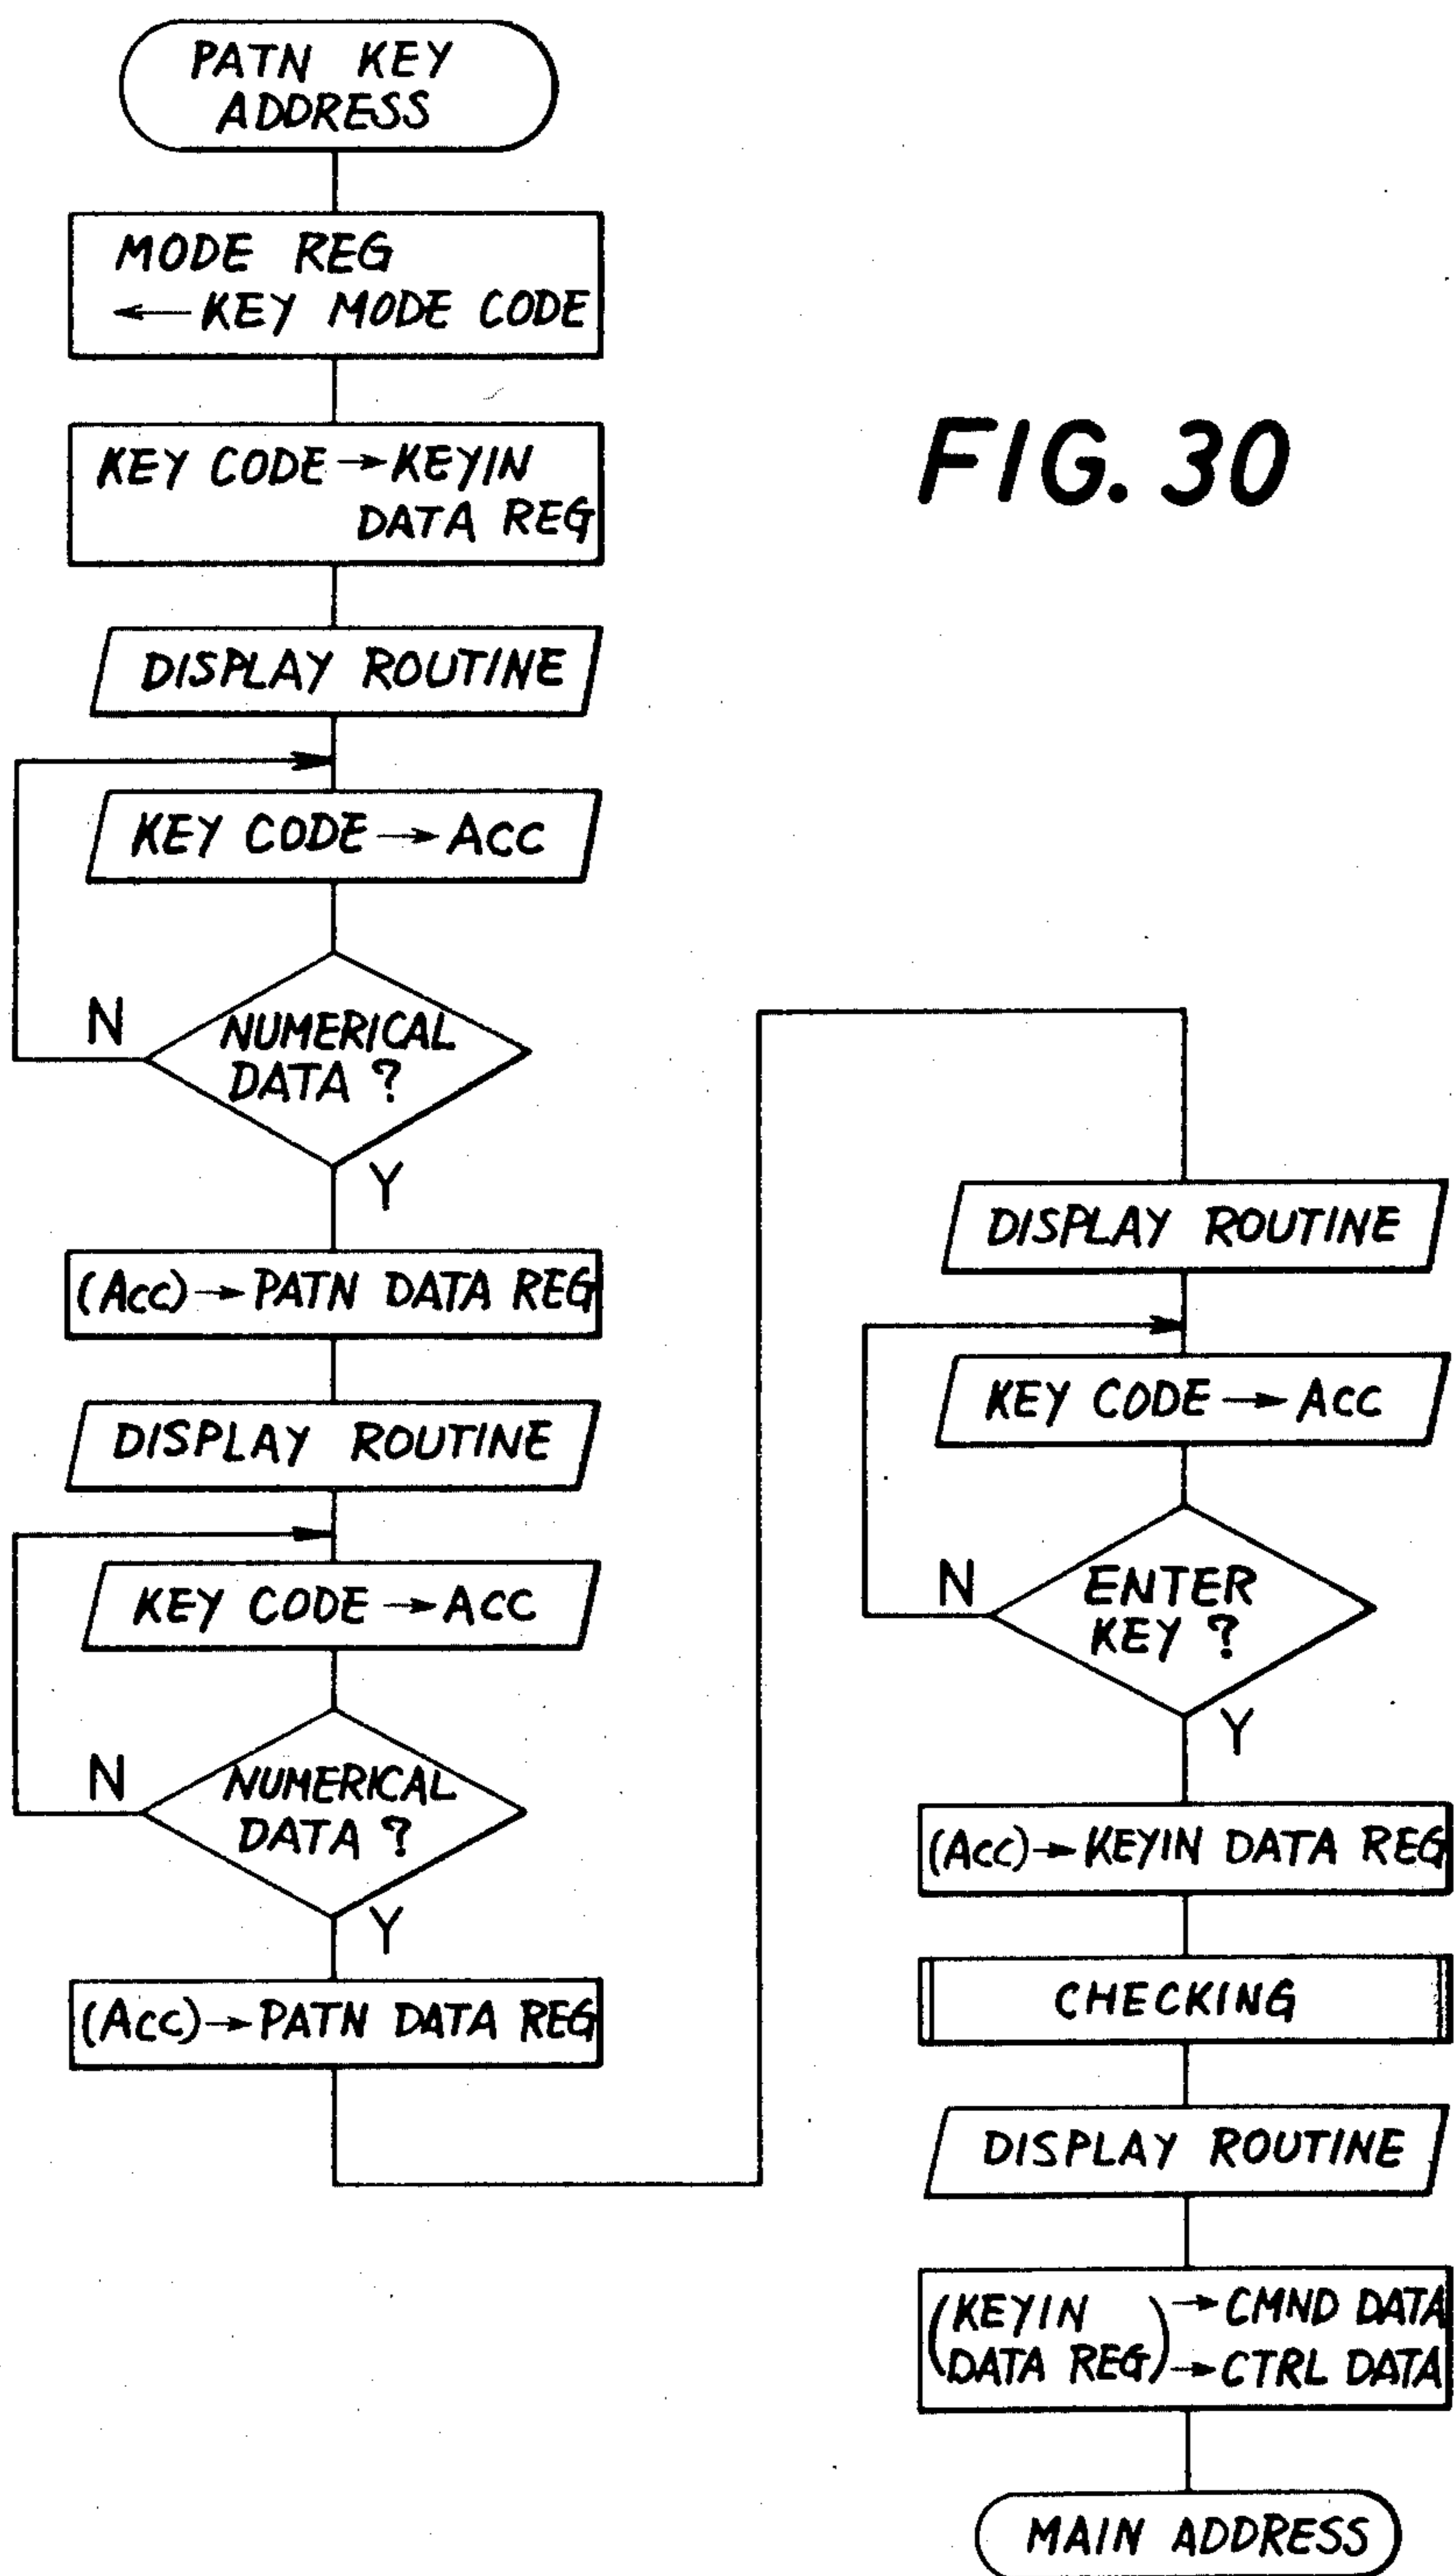 PATN KEY
ADDRESS
MODE REG
← KEY MODE CODE
KEY CODE → KEYIN
DATA REG
DISPLAY ROUTINE
KEY CODE → ACC
N
NUMERICAL
DATA ?
Y
(ACC) → PATN DATA REG
DISPLAY ROUTINE
KEY CODE → ACC
N
NUMERICAL
DATA ?
Y
(ACC) → PATN DATA REG
FIG. 30
DISPLAY ROUTINE
KEY CODE → ACC
N
ENTER
KEY ?
Y
(ACC) → KEYIN DATA REG
CHECKING
DISPLAY ROUTINE
(KEYIN → CMND DATA
DATA REG) → CTRL DATA
MAIN ADDRESS